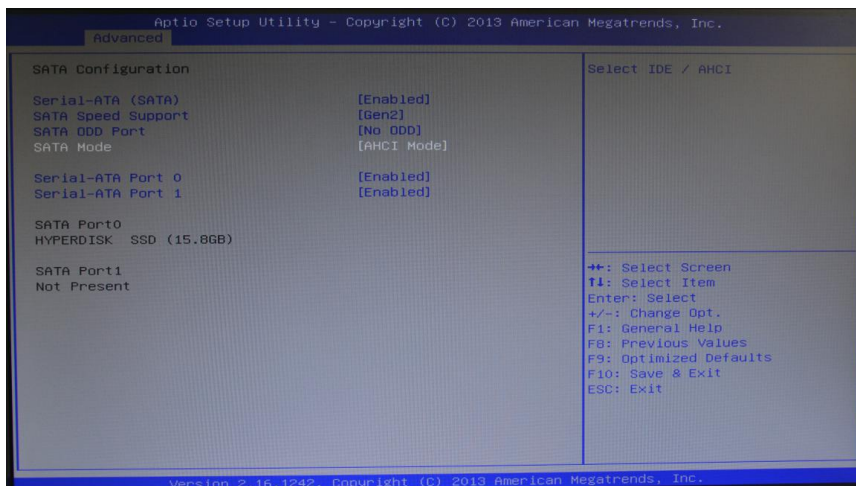 Aptio Setup Utility – Copyright (C) 2013 American Megatrends, Inc.
Advanced
SATA Configuration
Serial-ATA (SATA) [Enabled]
SATA Speed Support [Gen2]
SATA ODD Port [No ODD]
SATA Mode [AHCI Mode]
Serial-ATA Port 0 [Enabled]
Serial-ATA Port 1 [Enabled]
SATA Port0
HYPERDISK SSD (15.8GB)
SATA Port1
Not Present
Select IDE / AHCI
→←: Select Screen
↑↓: Select Item
Enter: Select
+/-: Change Opt.
F1: General Help
F8: Previous Values
F9: Optimized Defaults
F10: Save & Exit
ESC: Exit
Version 2.16.1242. Copyright (C) 2013 American Megatrends, Inc.